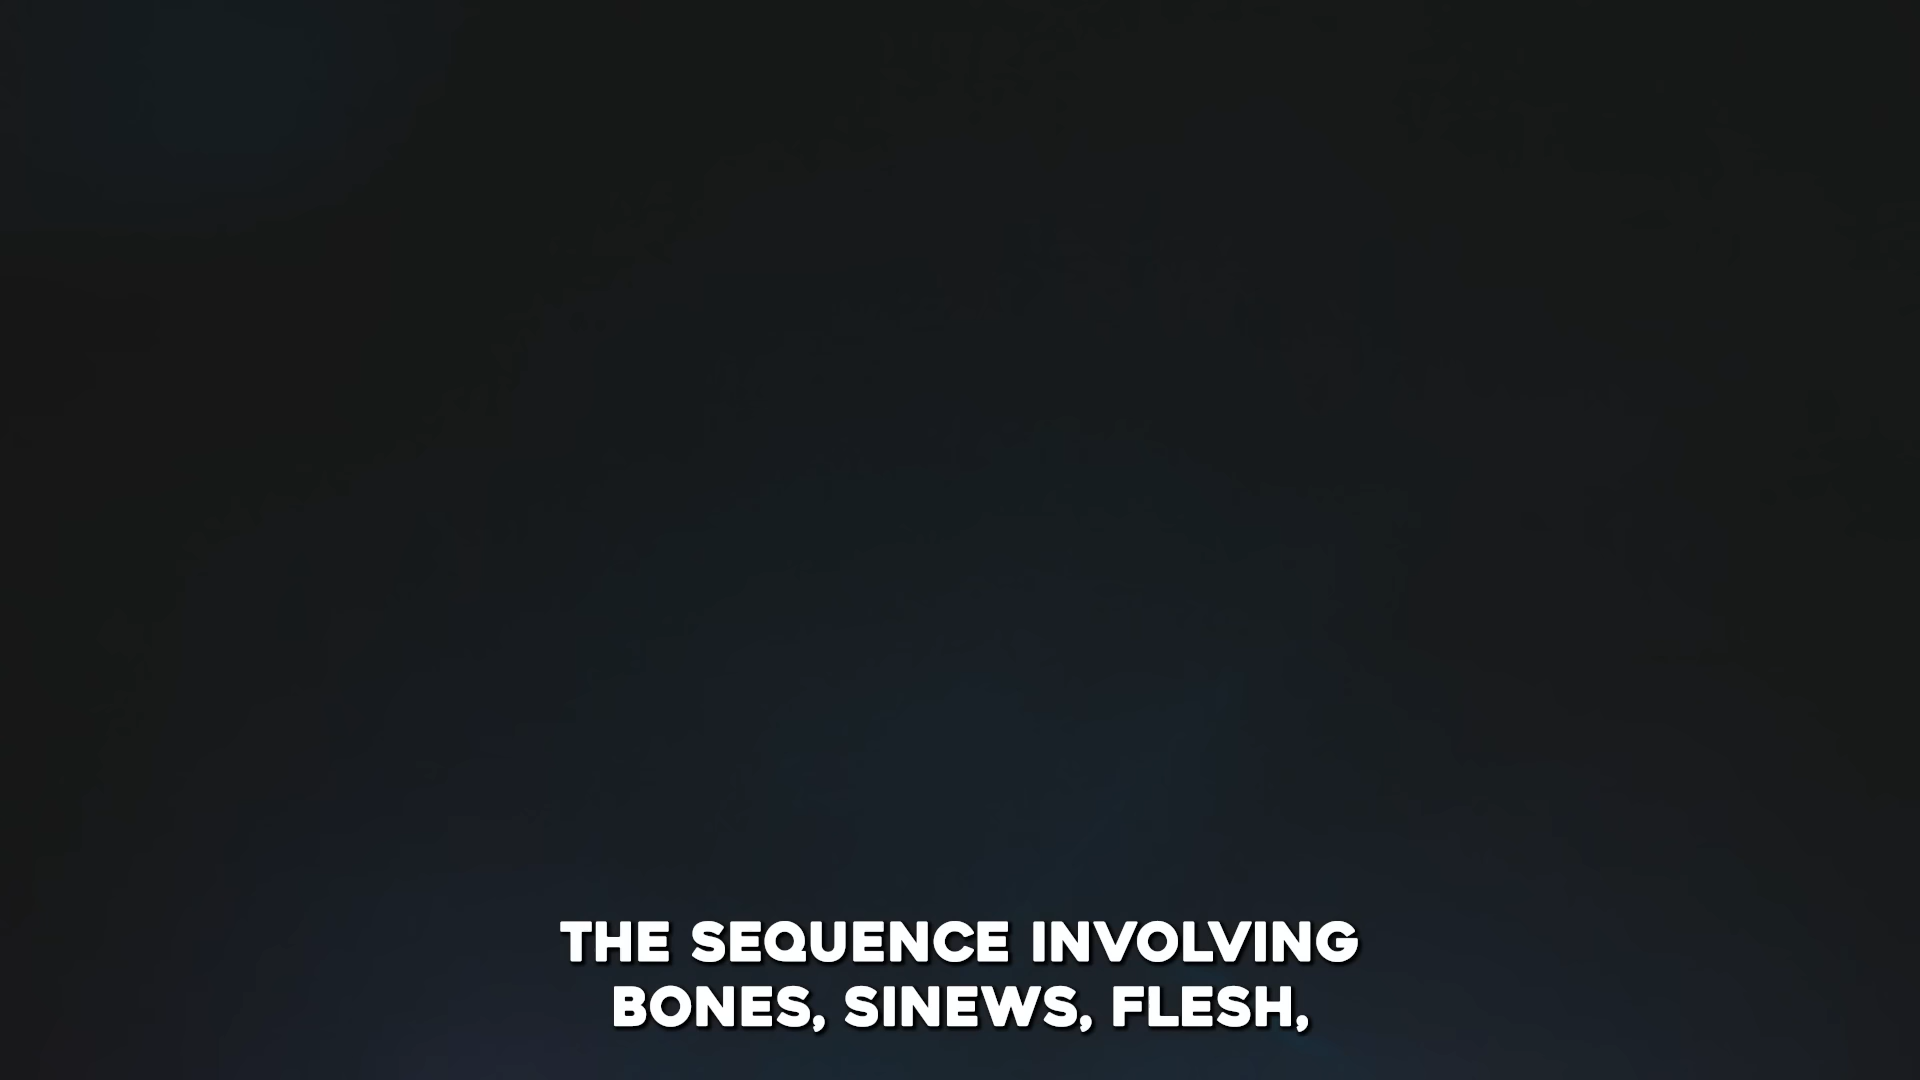 THE SEQUENCE INVOLVING
BONES, SINEWS, FLESH,